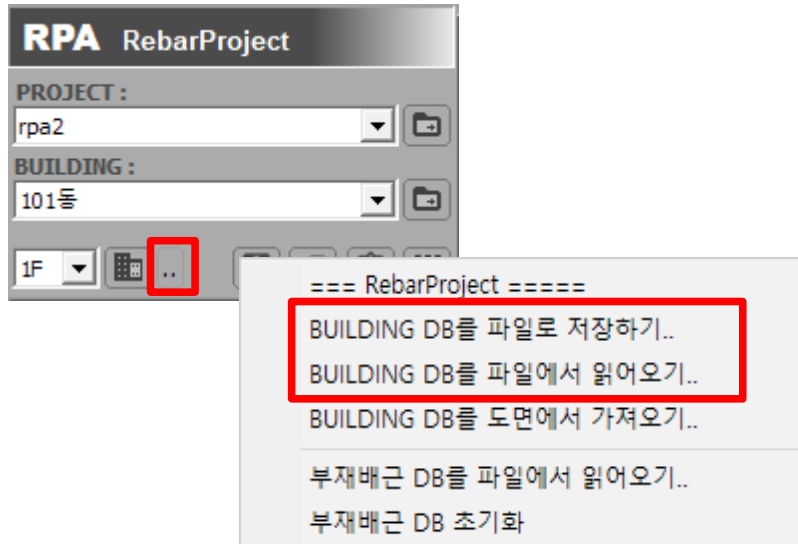 RPA RebarProject
PROJECT :
rpa2
BUILDING :
101동
1F
..
=== RebarProject =====
BUILDING DB를 파일로 저장하기..
BUILDING DB를 파일에서 읽어오기..
BUILDING DB를 도면에서 가져오기..
부재배근 DB를 파일에서 읽어오기..
부재배근 DB 초기화